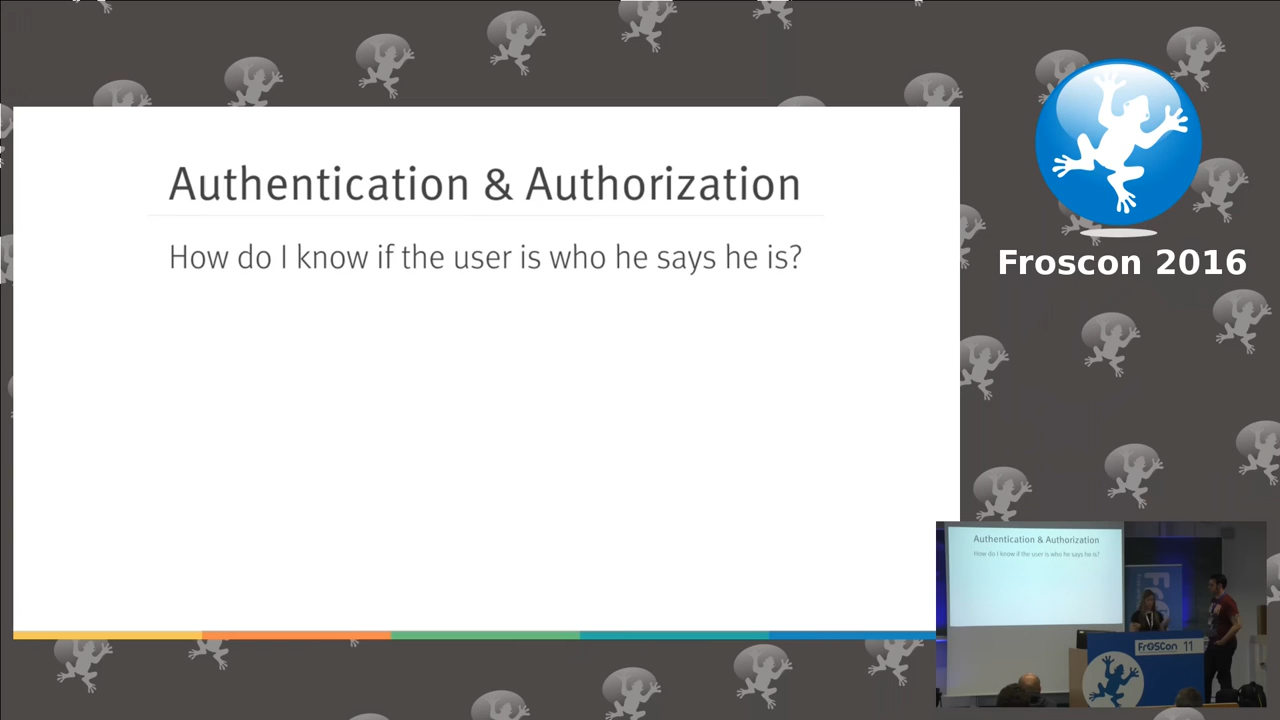 Authentication & Authorization
How do I know if the user is who he says he is?
Froscon 2016
Authentication & Authorization
How do I know if the user is who he says he is?
FrOSCon 11